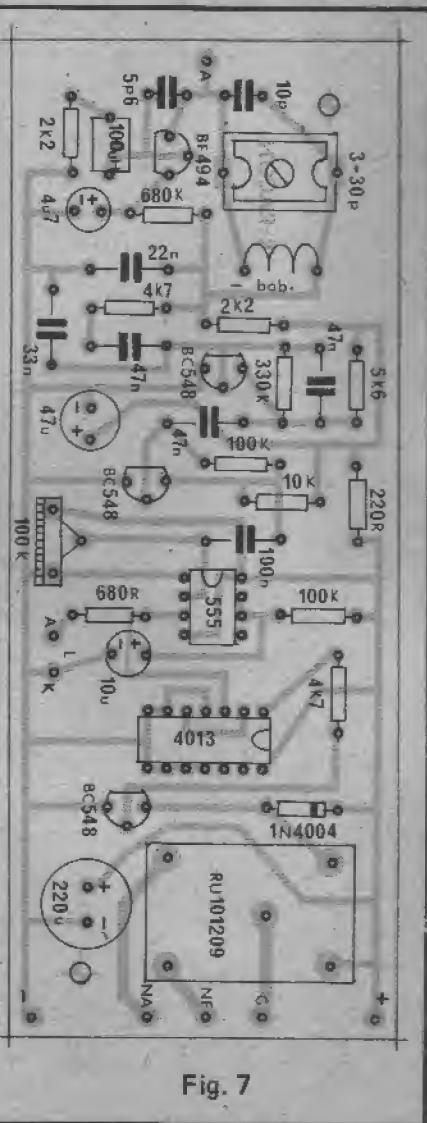 A
5p6
10p
2k2
100uH
BF494
3-30p
4u7
- +
680K
22n
bob.
-
4k7
2k2
47n
33n
47n
BC548
330K
5k6
47u
- +
47n
100K
BC548
10K
220R
100K
100n
A
680R
555
100K
L
K
- +
10u
4k7
4013
BC548
1N4004
220u
+ -
RU101209
-
NA
NF
C
+
Fig. 7